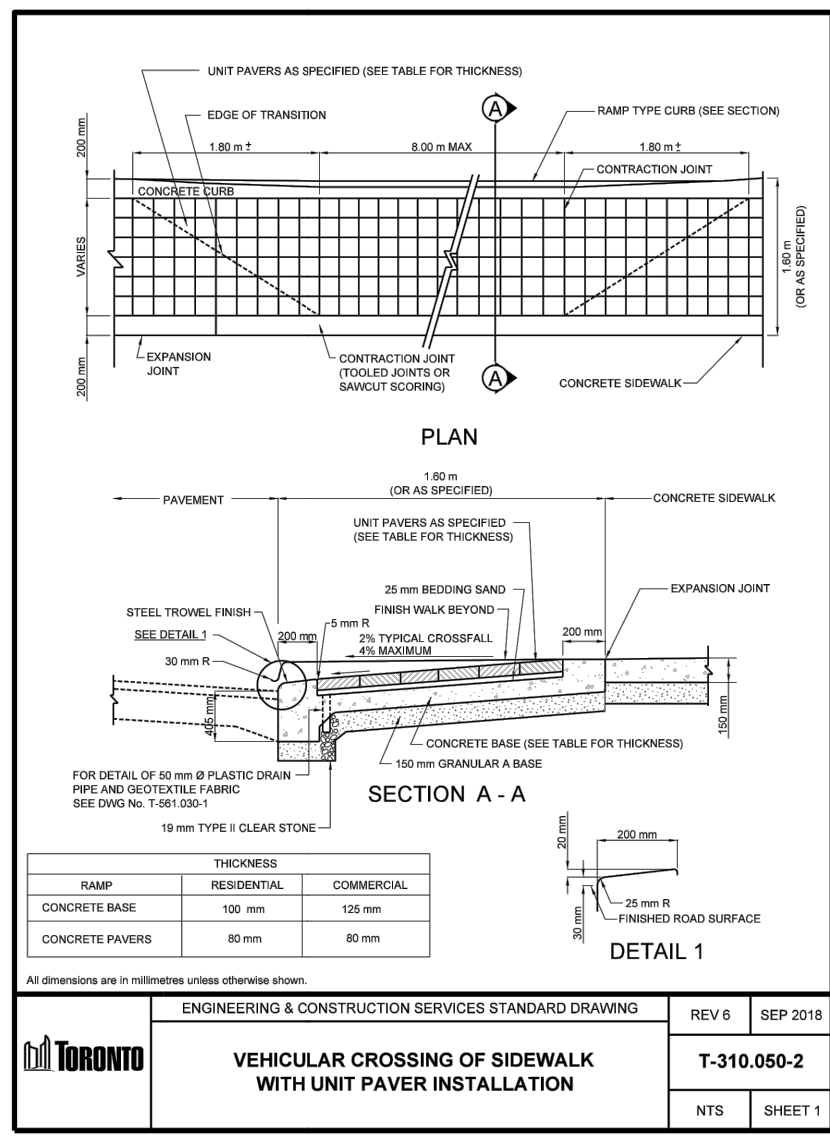 UNIT PAVERS AS SPECIFIED (SEE TABLE FOR THICKNESS)
EDGE OF TRANSITION
A
RAMP TYPE CURB (SEE SECTION)
200 mm
1.80 m ±
8.00 m MAX
1.80 m ±
CONTRACTION JOINT
CONCRETE CURB
VARIES
1.60 m
(OR AS SPECIFIED)
EXPANSION
JOINT
CONTRACTION JOINT
(TOOLED JOINTS OR
SAWCUT SCORING)
A
CONCRETE SIDEWALK
200 mm
PLAN
1.60 m
(OR AS SPECIFIED)
PAVEMENT
CONCRETE SIDEWALK
UNIT PAVERS AS SPECIFIED
(SEE TABLE FOR THICKNESS)
25 mm BEDDING SAND
EXPANSION JOINT
FINISH WALK BEYOND
STEEL TROWEL FINISH
5 mm R
SEE DETAIL 1
200 mm
2% TYPICAL CROSSFALL
4% MAXIMUM
200 mm
30 mm R
405 mm
150 mm
CONCRETE BASE (SEE TABLE FOR THICKNESS)
150 mm GRANULAR A BASE
FOR DETAIL OF 50 mm Ø PLASTIC DRAIN
PIPE AND GEOTEXTILE FABRIC
SEE DWG No. T-561.030-1
SECTION A - A
19 mm TYPE II CLEAR STONE
20 mm
200 mm
25 mm R
FINISHED ROAD SURFACE
30 mm
DETAIL 1
THICKNESS
RAMP RESIDENTIAL COMMERCIAL
CONCRETE BASE 100 mm 125 mm
CONCRETE PAVERS 80 mm 80 mm
All dimensions are in millimetres unless otherwise shown.
TORONTO
ENGINEERING & CONSTRUCTION SERVICES STANDARD DRAWING
REV 6 SEP 2018
VEHICULAR CROSSING OF SIDEWALK
WITH UNIT PAVER INSTALLATION
T-310.050-2
NTS SHEET 1